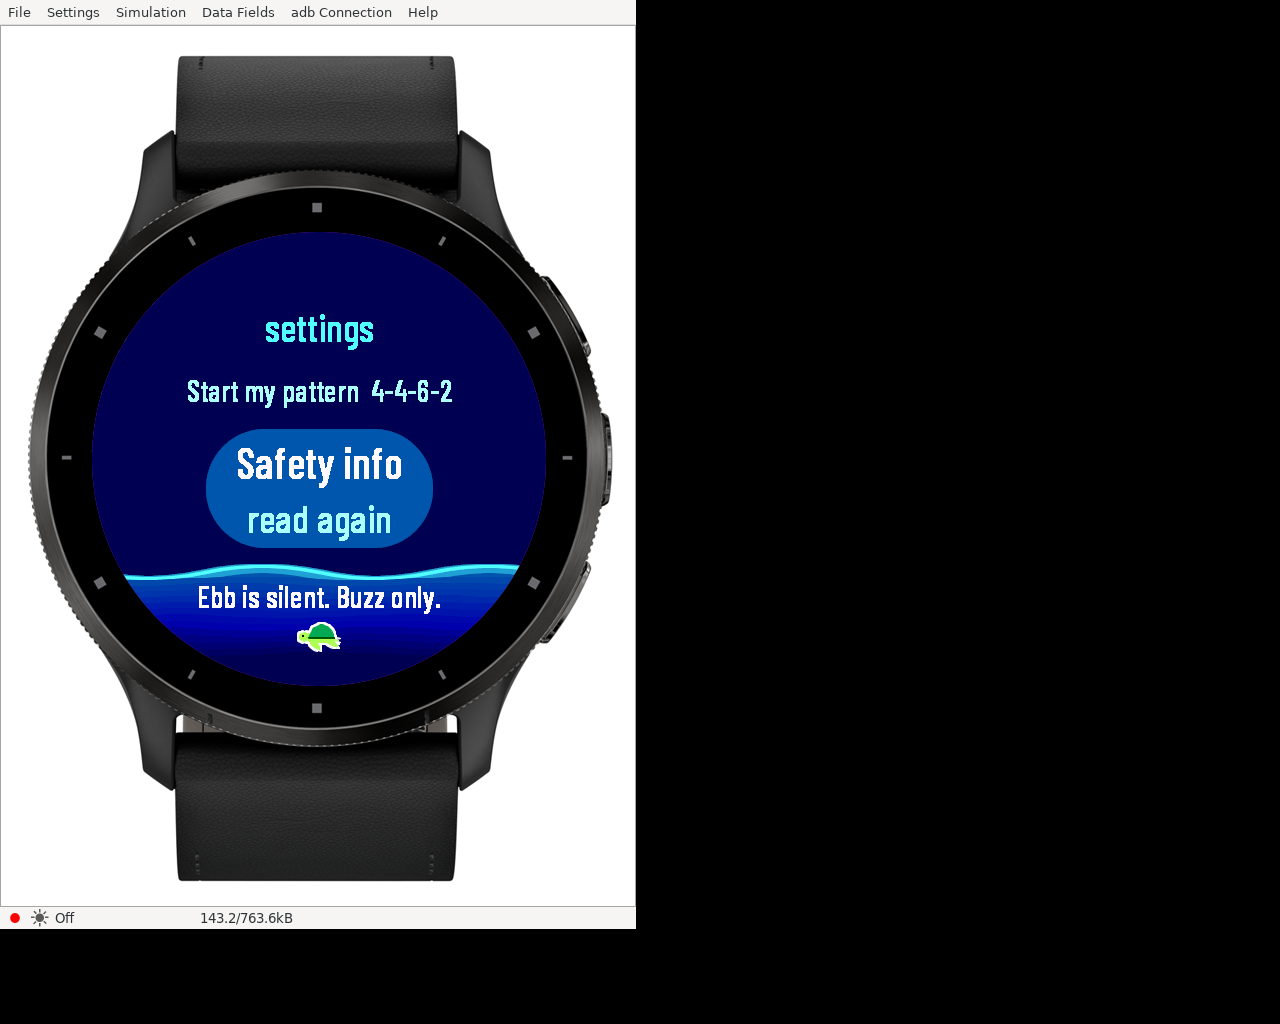 File Settings Simulation Data Fields adb Connection Help
settings
Start my pattern 4-4-6-2
Safety info
read again
Ebb is silent. Buzz only.
Off 143.2/763.6kB